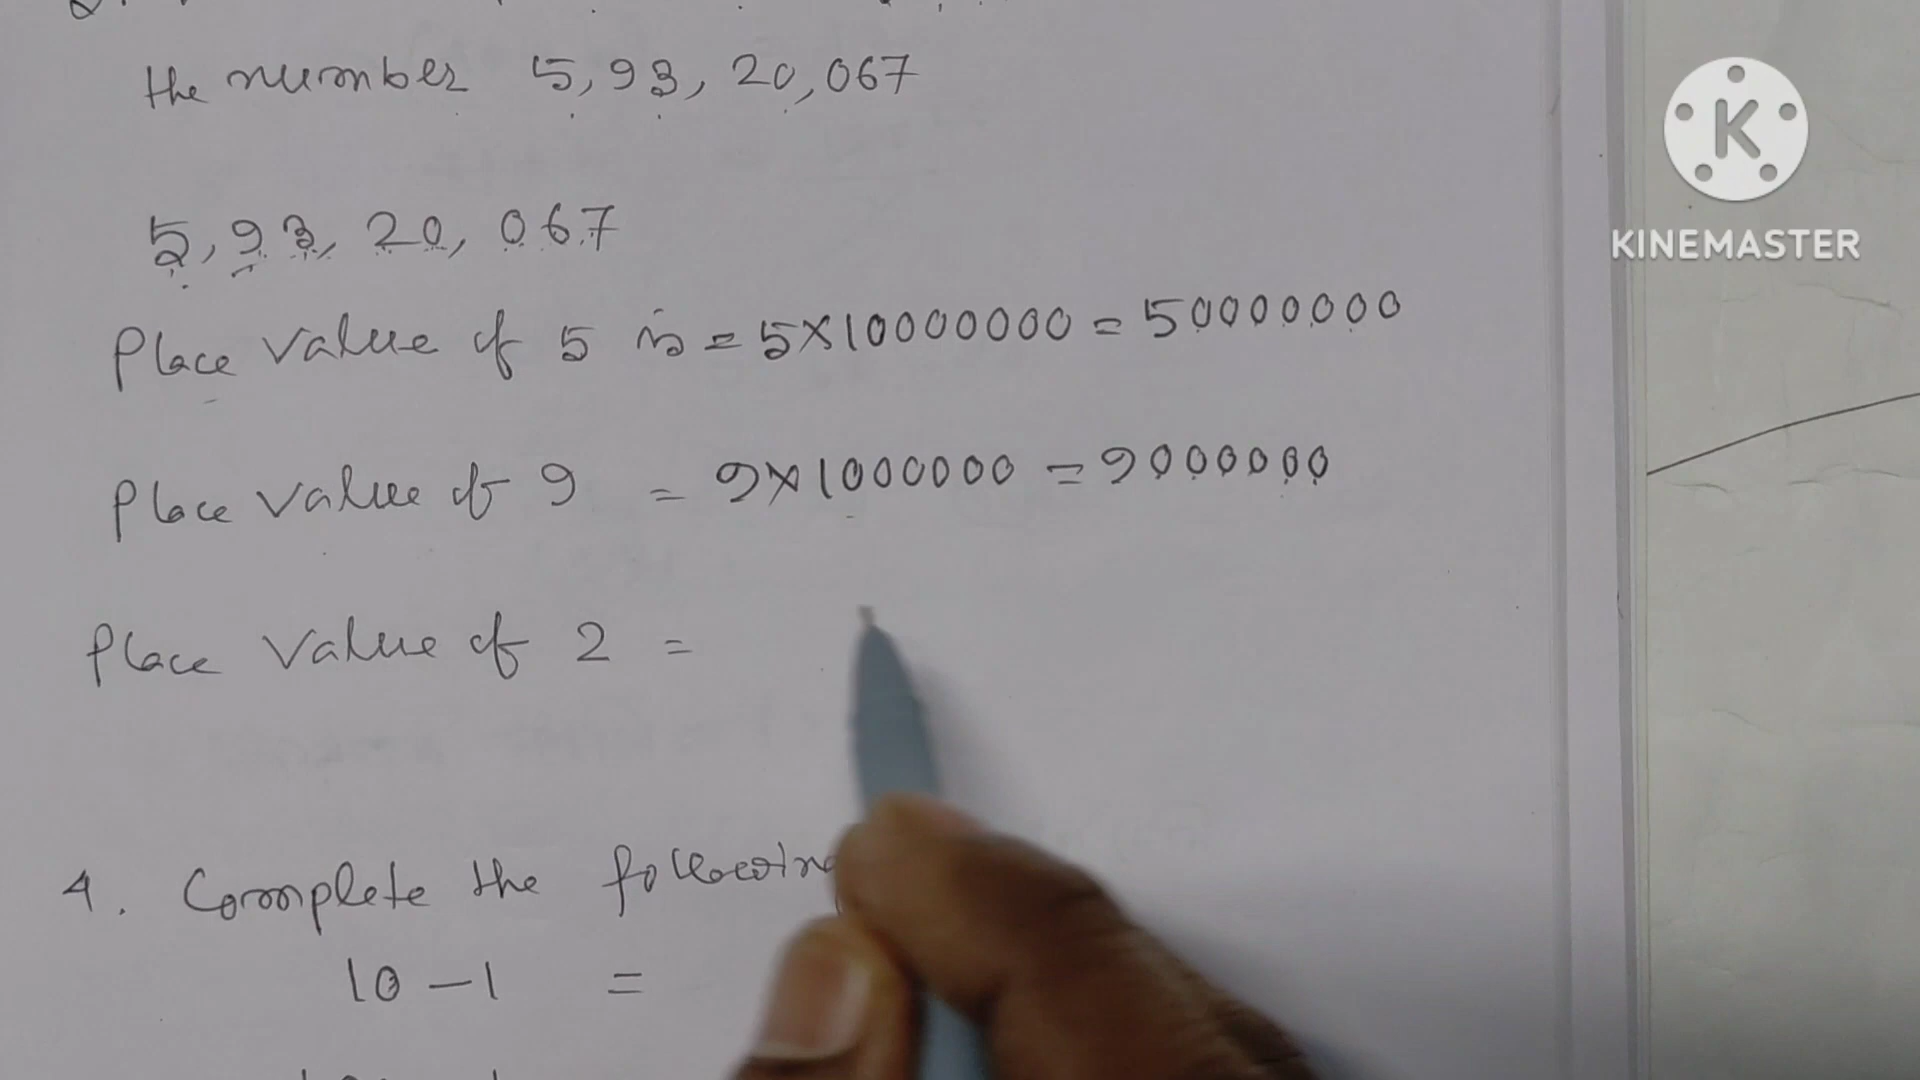 the number 5,93,20,067
K
KINEMASTER
5,93,20,067
Place value of 5 is = 5×10000000 = 50000000
Place value of 9 = 9×1000000 = 9000000
Place value of 2 =
4. Complete the following
10-1 =